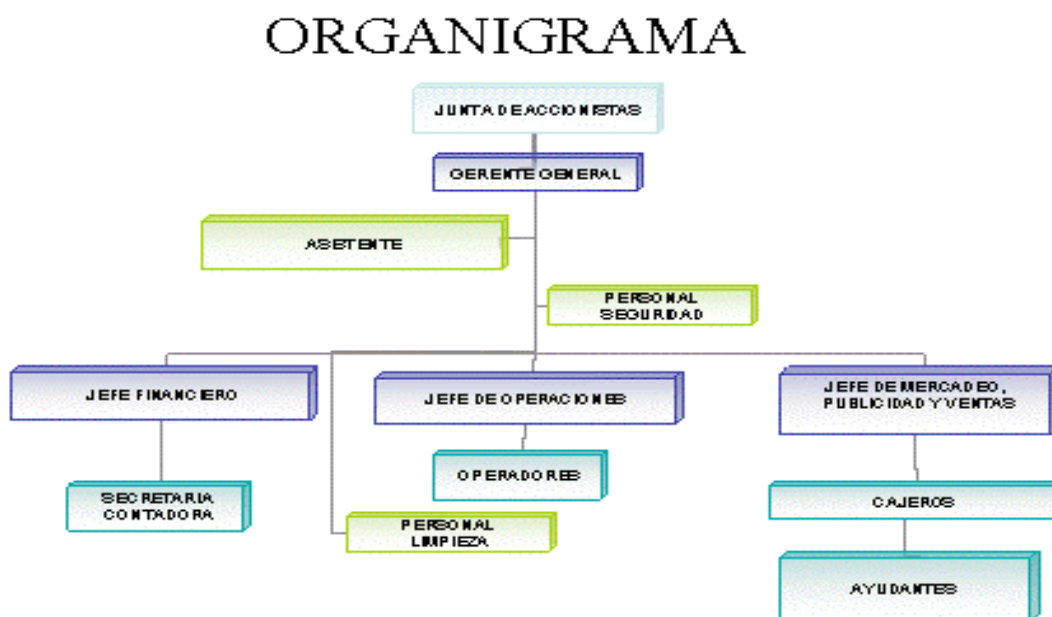 ORGANIGRAMA
JUNTA DE ACCIONISTAS
GERENTE GENERAL
ASISTENTE
PERSONAL
SEGURIDAD
JEFE FINANCIERO
JEFE DE OPERACIONES
JEFE DE MERCADEO,
PUBLICIDAD Y VENTAS
OPERADORES
SECRETARIA
CONTADORA
CAJEROS
PERSONAL
LIMPIEZA
AYUDANTES